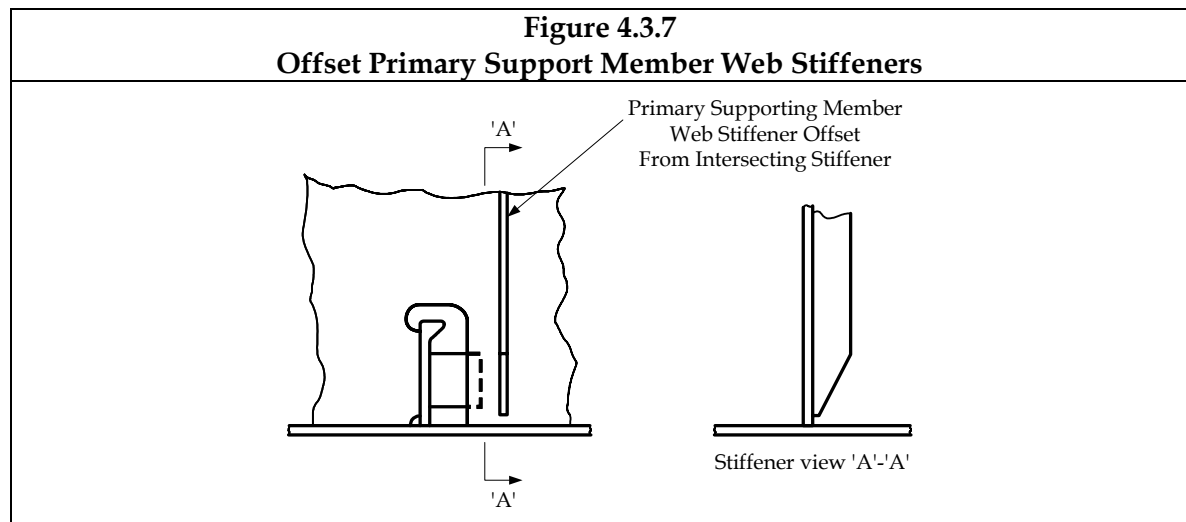 Figure 4.3.7
Offset Primary Support Member Web Stiffeners
Primary Supporting Member
Web Stiffener Offset
From Intersecting Stiffener
'A'
Stiffener view 'A'-'A'
'A'